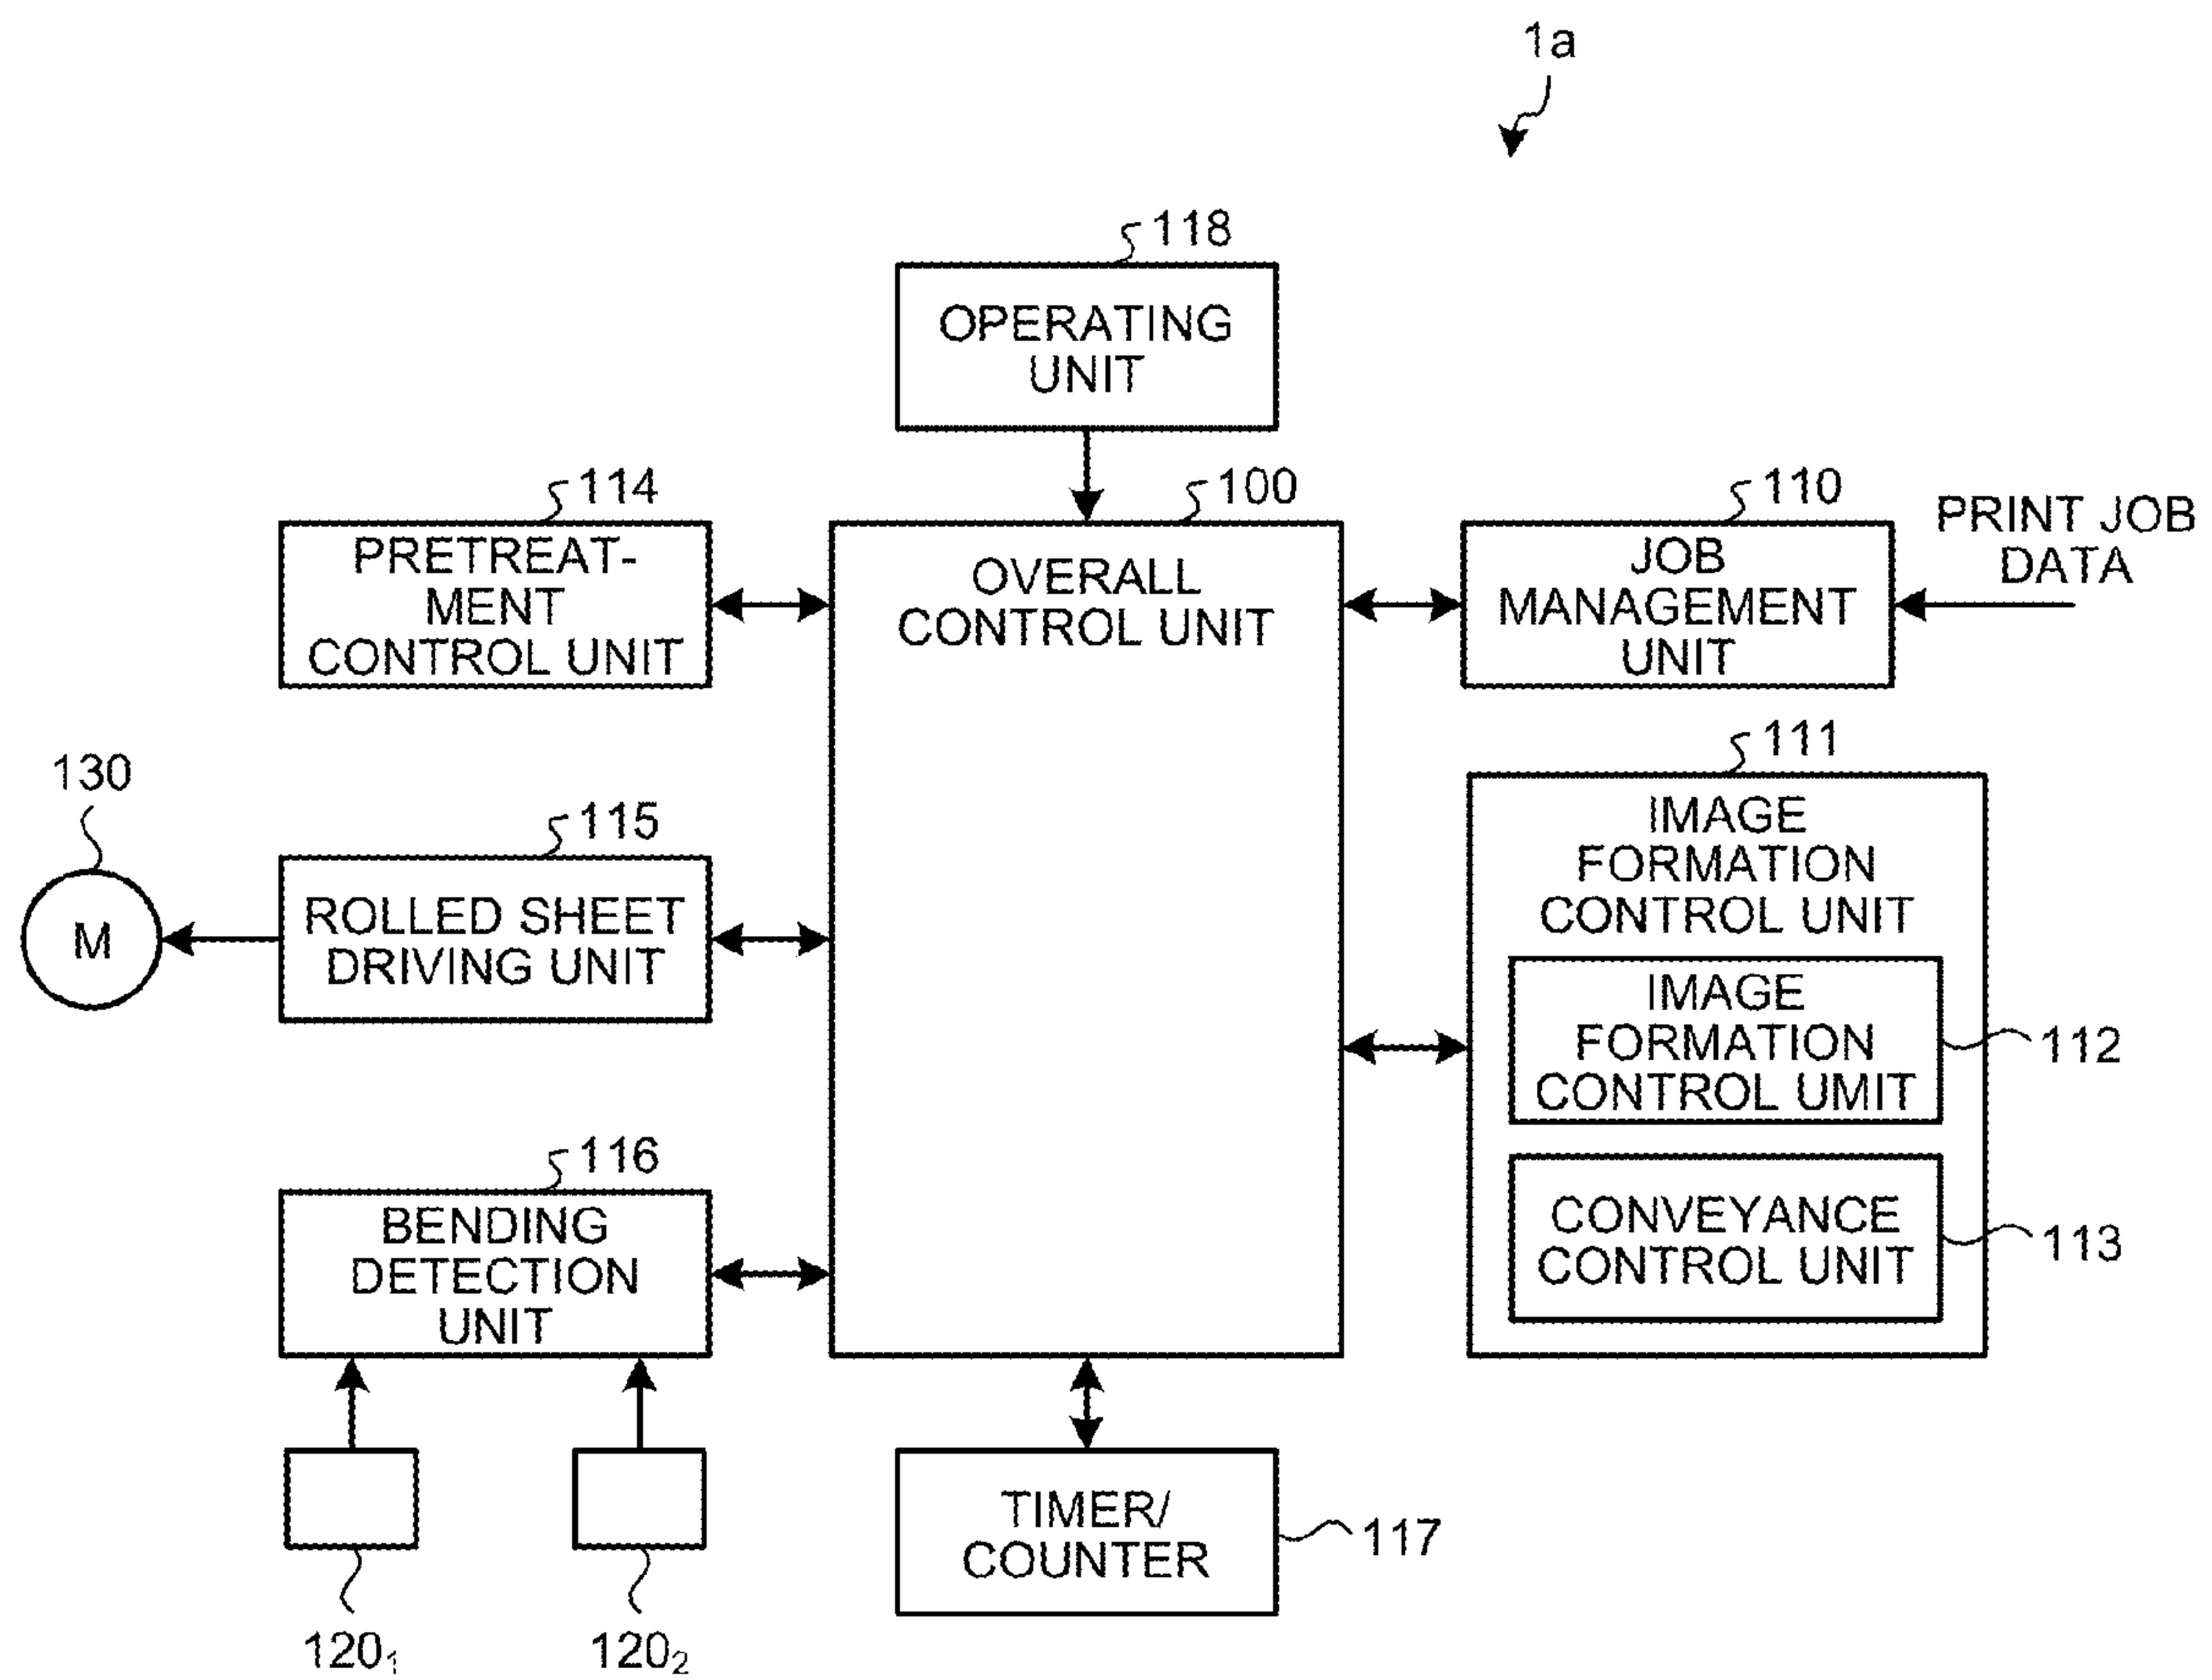 1a
118
OPERATING
UNIT
114
PRETREAT-
MENT
CONTROL UNIT
100
OVERALL
CONTROL UNIT
110
JOB
MANAGEMENT
UNIT
PRINT JOB
DATA
130
M
115
ROLLED SHEET
DRIVING UNIT
111
IMAGE
FORMATION
CONTROL UNIT
IMAGE
FORMATION
CONTROL UMIT
112
CONVEYANCE
CONTROL UNIT
113
116
BENDING
DETECTION
UNIT
120₁
120₂
TIMER/
COUNTER
117